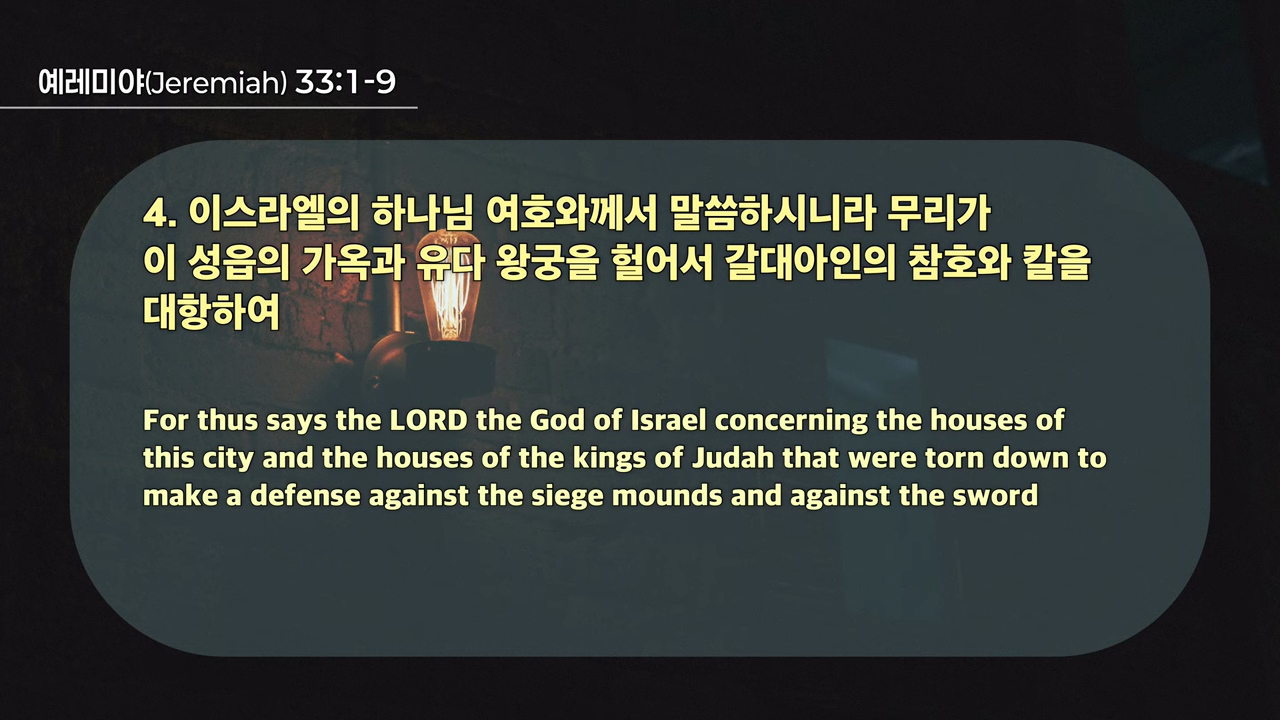 예레미야(Jeremiah) 33:1-9
4. 이스라엘의 하나님 여호와께서 말씀하시니라 무리가
이 성읍의 가옥과 유다 왕궁을 헐어서 갈대아인의 참호와 칼을
대항하여
For thus says the LORD the God of Israel concerning the houses of
this city and the houses of the kings of Judah that were torn down to
make a defense against the siege mounds and against the sword